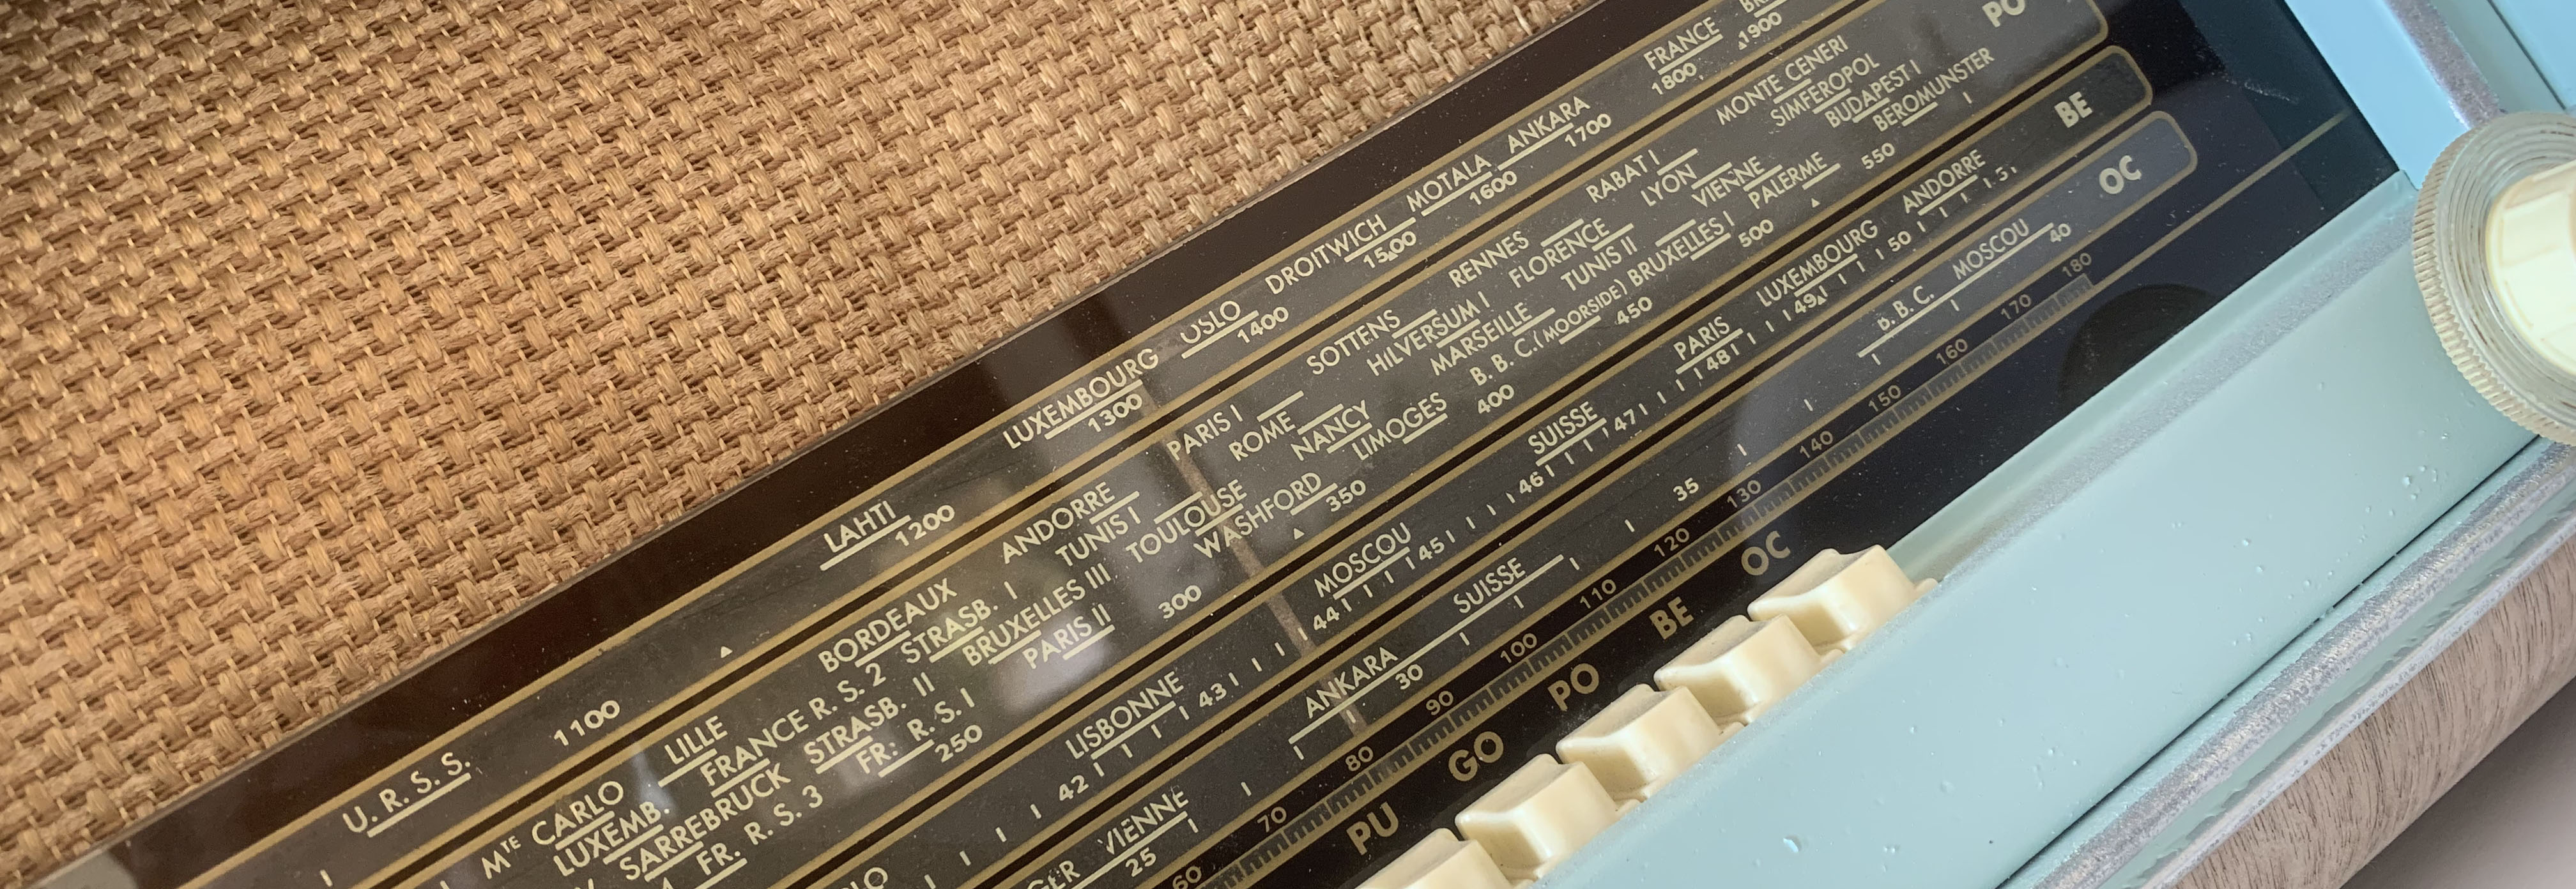 U. R. S. S. LAHTI LUXEMBOURG OSLO DROITWICH MOTALA ANKARA FRANCE
1100 1200 1300 1400 1500 1600 1700 1800 1900
MTE CARLO LILLE BORDEAUX ANDORRE PARIS I SOTTENS RENNES RABAT I MONTE CENERI PO
LUXEMB. FRANCE R. S. 2 STRASB. I TUNIS I ROME HILVERSUM I FLORENCE LYON SIMFEROPOL
SARREBRUCK STRASB. II BRUXELLES III TOULOUSE NANCY MARSEILLE TUNIS II VIENNE BUDAPEST I
FR. R. S. 3 FR. R. S. I PARIS II WASHFORD LIMOGES B. B. C. (MOORSIDE) BRUXELLES I PALERME BEROMUNSTER
250 300 350 400 450 500 550
LISBONNE MOSCOU SUISSE PARIS LUXEMBOURG ANDORRE BE
42 43 44 45 46 47 48 49 50 5
VIENNE ANKARA SUISSE B. B. C. MOSCOU OC
25 30 35 40
60 70 80 90 100 110 120 130 140 150 160 170 180
PU GO PO BE OC